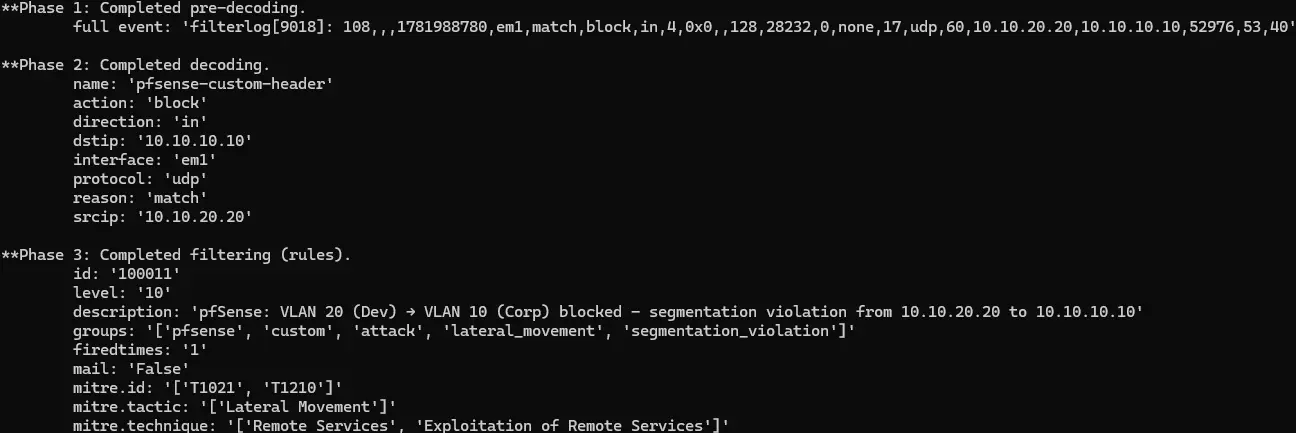 **Phase 1: Completed pre-decoding.
full event: 'filterlog[9018]: 108,,,1781988780,em1,match,block,in,4,0x0,,128,28232,0,none,17,udp,60,10.10.20.20,10.10.10.10,52976,53,40'
**Phase 2: Completed decoding.
name: 'pfsense-custom-header'
action: 'block'
direction: 'in'
dstip: '10.10.10.10'
interface: 'em1'
protocol: 'udp'
reason: 'match'
srcip: '10.10.20.20'
**Phase 3: Completed filtering (rules).
id: '100011'
level: '10'
description: 'pfSense: VLAN 20 (Dev) → VLAN 10 (Corp) blocked — segmentation violation from 10.10.20.20 to 10.10.10.10'
groups: '['pfsense', 'custom', 'attack', 'lateral_movement', 'segmentation_violation']'
firedtimes: '1'
mail: 'False'
mitre.id: '['T1021', 'T1210']'
mitre.tactic: '['Lateral Movement']'
mitre.technique: '['Remote Services', 'Exploitation of Remote Services']'